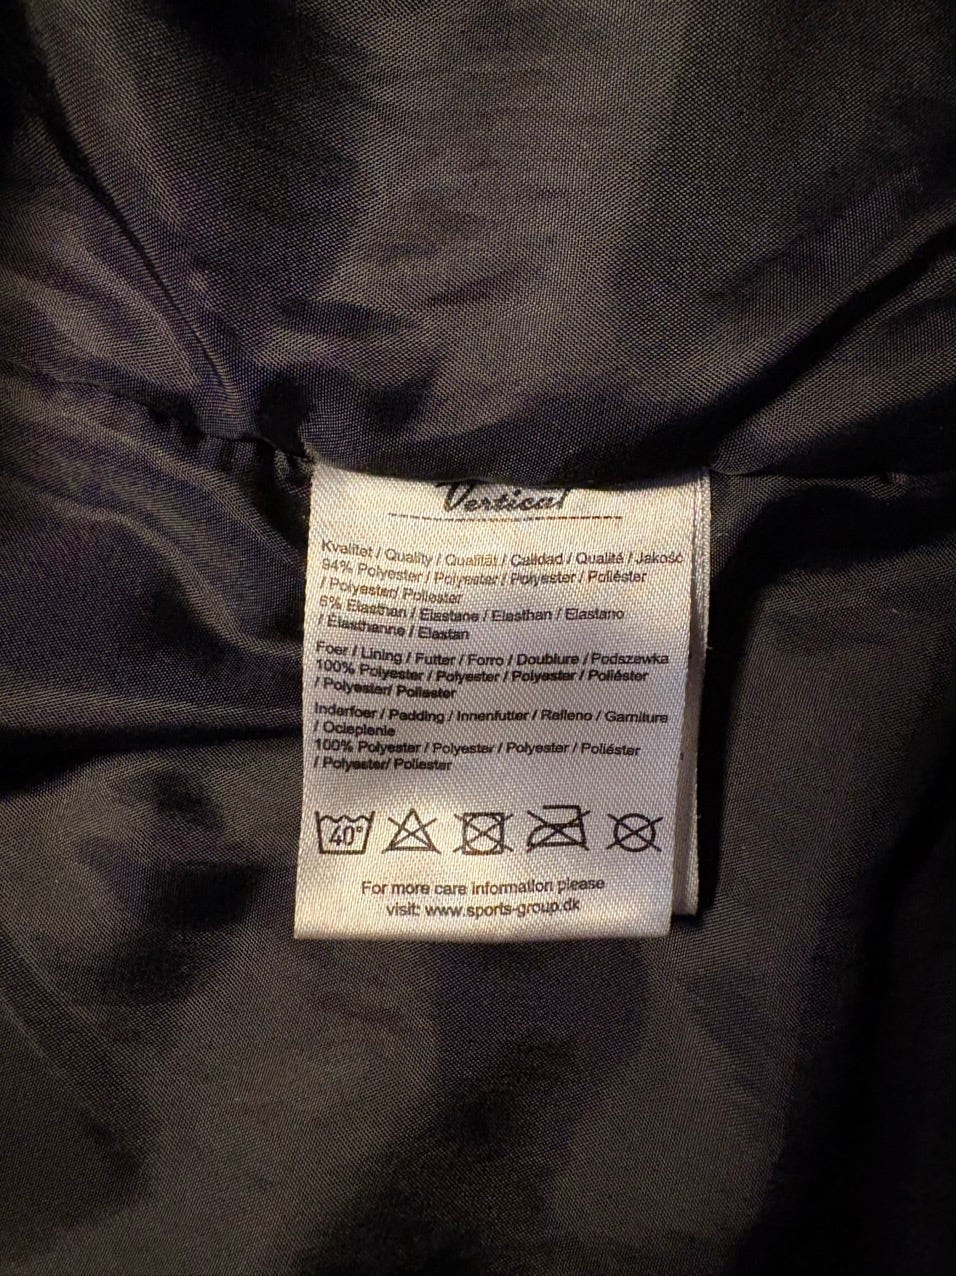 Vertical
Kvalitet / Quality / Qualität / Calidad / Qualité / Jakość
94% Polyester / Polyester / Polyester / Poliéster
/ Polyester/ Poliester
6% Elasthan / Elastane / Elasthan / Elastano
/ Élasthanne / Elastan
Foer / Lining / Futter / Forro / Doublure / Podszewka
100% Polyester / Polyester / Polyester / Poliéster
/ Polyester/ Poliester
Inderfoer / Padding / Innenfutter / Relleno / Garniture
/ Ocieplenie
100% Polyester / Polyester / Polyester / Poliéster
/ Polyester/ Poliester
40°
For more care information please
visit: www.sports-group.dk